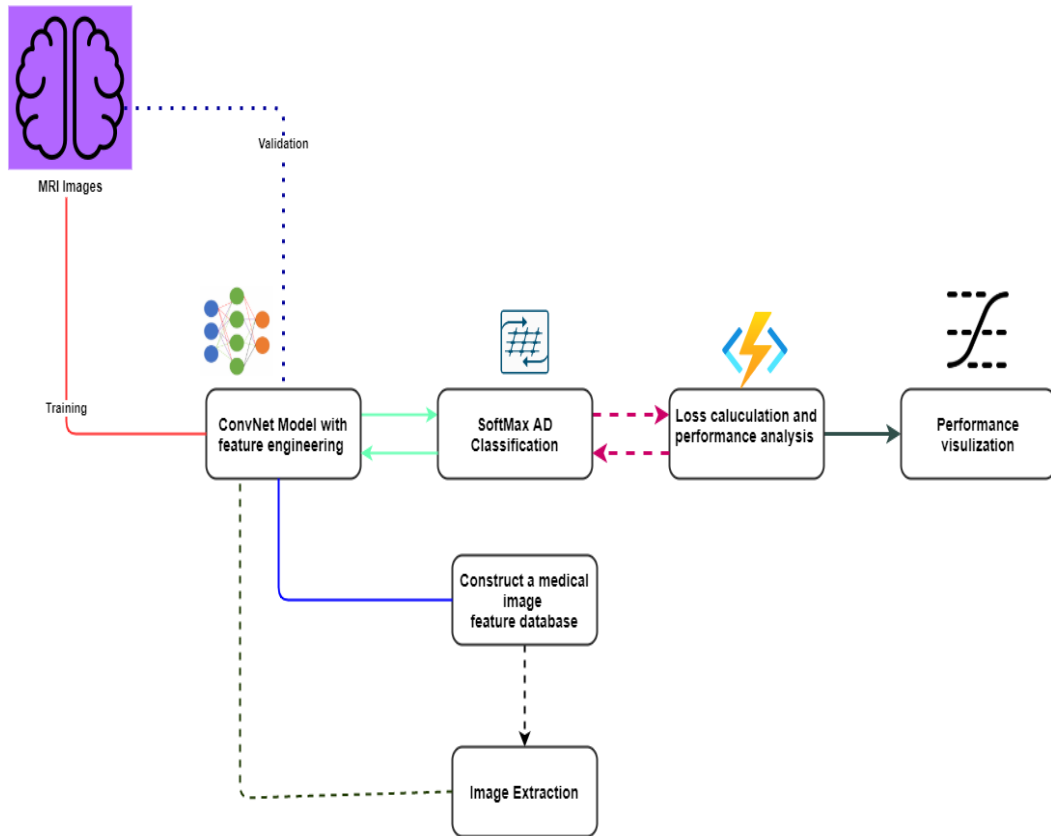 Validation
MRI Images
Training
ConvNet Model with
feature engineering
SoftMax AD
Classification
Loss caluculation and
performance analysis
Performance
visulization
Construct a medical
image
feature database
Image Extraction